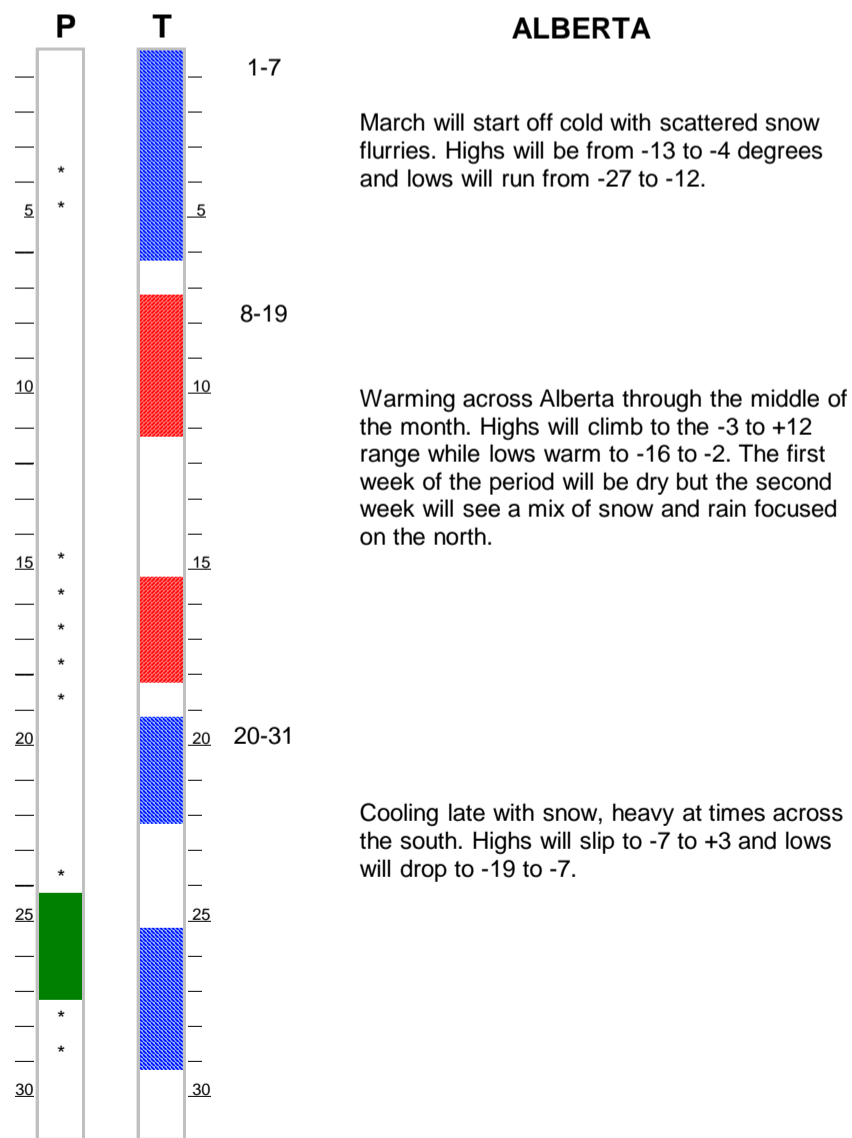 P T ALBERTA
1-7
March will start off cold with scattered snow
flurries. Highs will be from -13 to -4 degrees
and lows will run from -27 to -12.
*
*
5 5
8-19
10 10
Warming across Alberta through the middle of
the month. Highs will climb to the -3 to +12
range while lows warm to -16 to -2. The first
week of the period will be dry but the second
week will see a mix of snow and rain focused
on the north.
*
15 15
*
*
*
*
20 20 20-31
Cooling late with snow, heavy at times across
the south. Highs will slip to -7 to +3 and lows
will drop to -19 to -7.
*
25 25
*
*
30 30